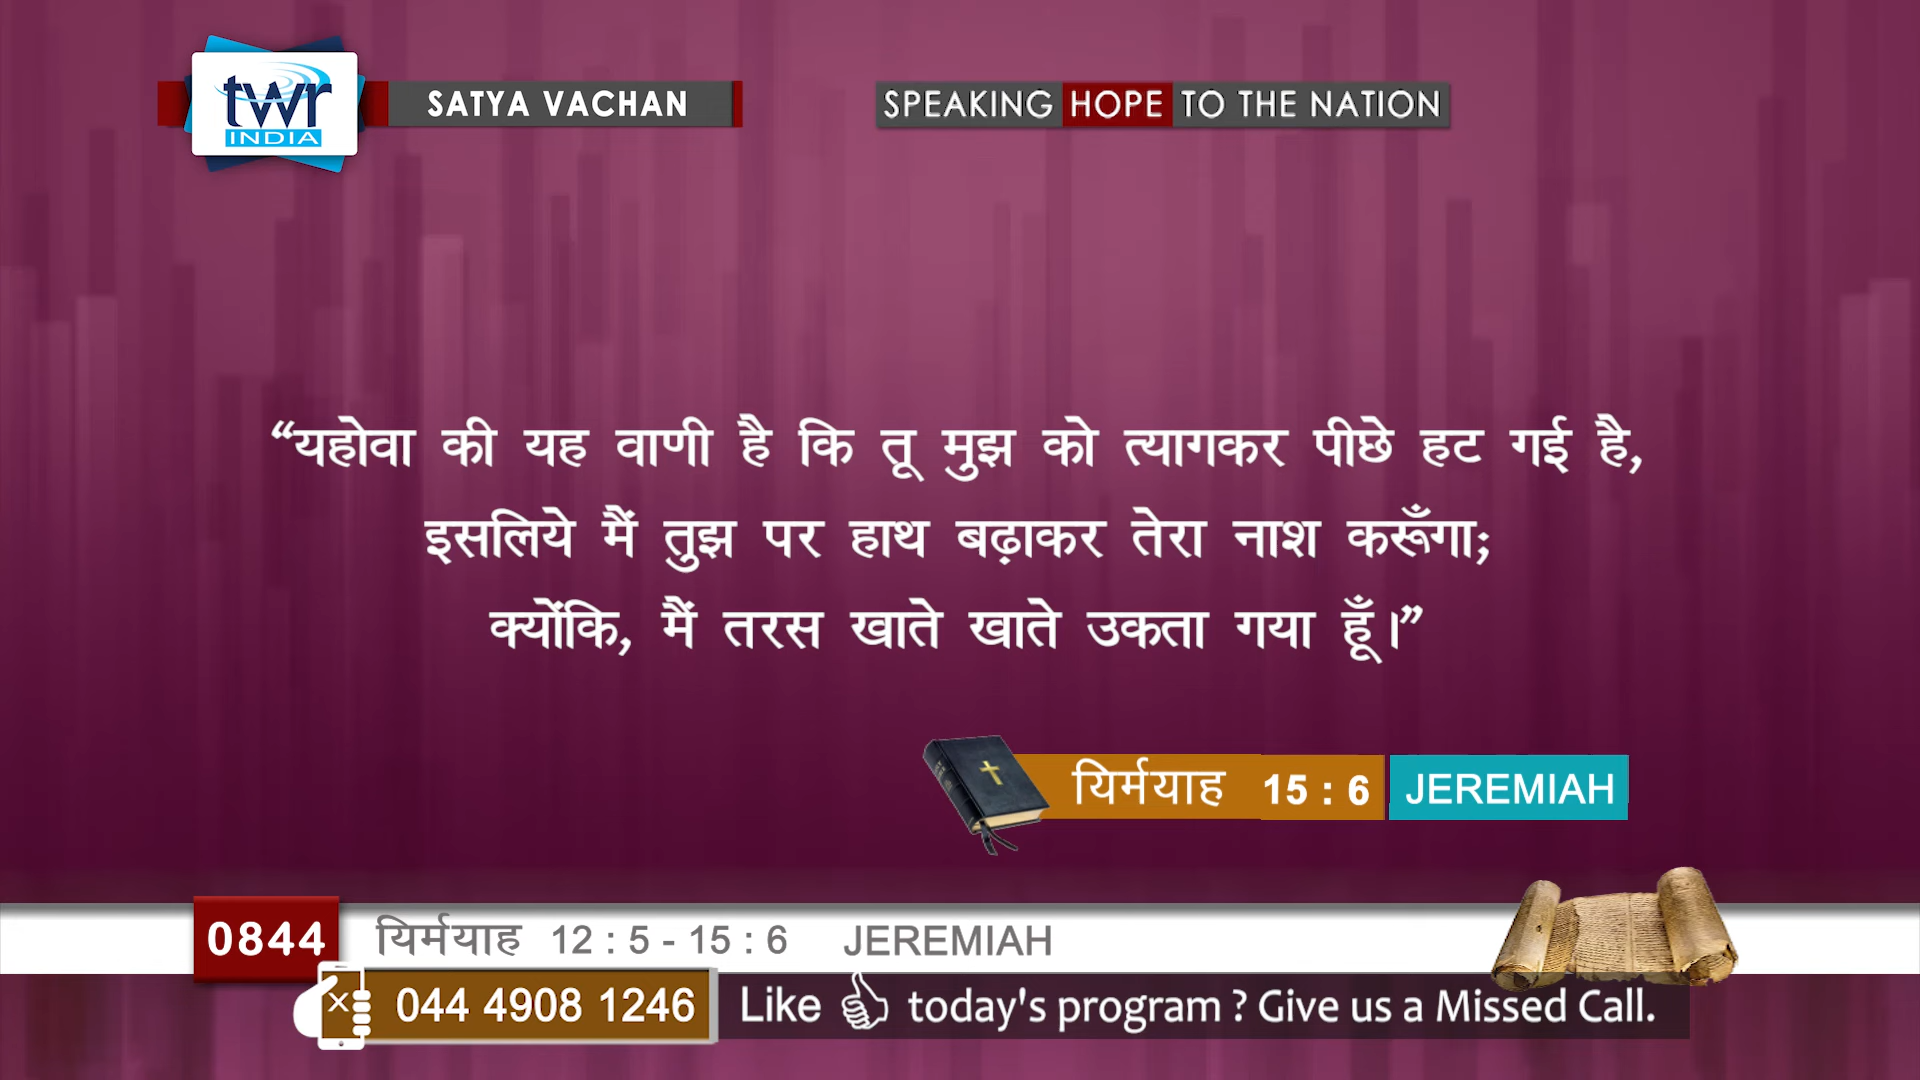 twr
INDIA
SATYA VACHAN
SPEAKING HOPE TO THE NATION
“यहोवा की यह वाणी है कि तू मुझ को त्यागकर पीछे हट गई है,
इसलिये मैं तुझ पर हाथ बढ़ाकर तेरा नाश करूँगा;
क्योंकि, मैं तरस खाते खाते उकता गया हूँ।”
यिर्मयाह 15 : 6 JEREMIAH
0844 यिर्मयाह 12 : 5 - 15 : 6 JEREMIAH
044 4908 1246 Like today's program ? Give us a Missed Call.